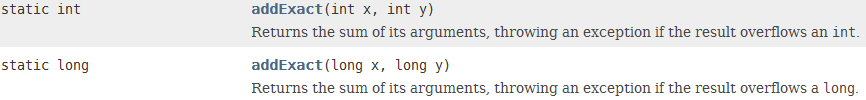 static int addExact(int x, int y)
Returns the sum of its arguments, throwing an exception if the result overflows an int.
static long addExact(long x, long y)
Returns the sum of its arguments, throwing an exception if the result overflows a long.